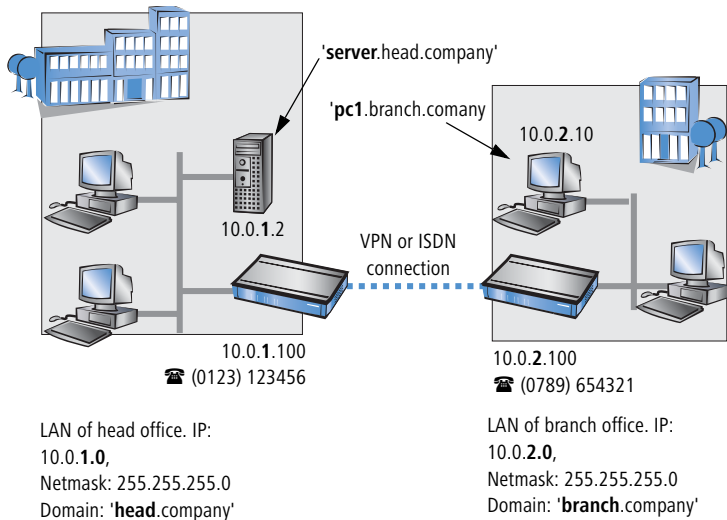 'server.head.company'
'pc1.branch.comany
10.0.2.10
10.0.1.2
VPN or ISDN
connection
10.0.1.100
☎ (0123) 123456
10.0.2.100
☎ (0789) 654321
LAN of head office. IP:
10.0.1.0,
Netmask: 255.255.255.0
Domain: 'head.company'
LAN of branch office. IP:
10.0.2.0,
Netmask: 255.255.255.0
Domain: 'branch.company'